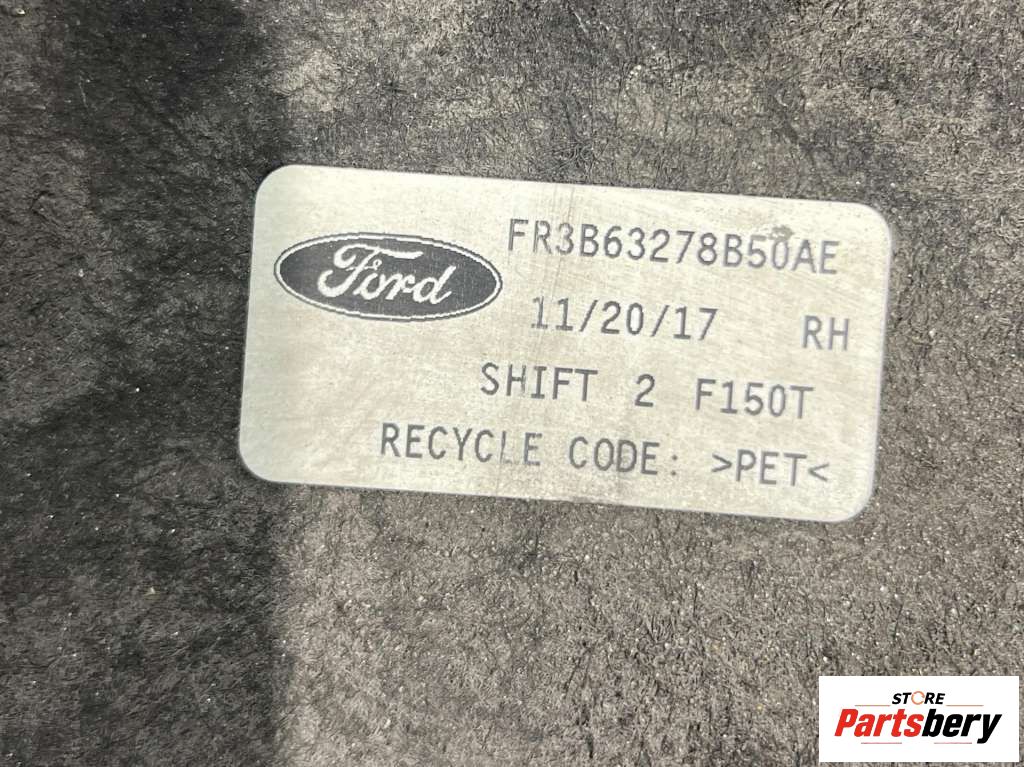 Ford
FR3B63278B50AE
11/20/17 RH
SHIFT 2 F150T
RECYCLE CODE: >PET<
STORE
Partsbery